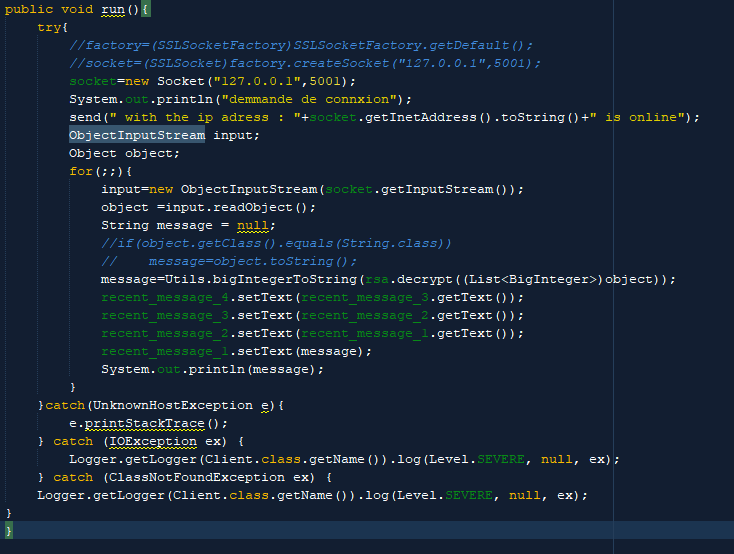 public void run(){
try{
//factory=(SSLSocketFactory)SSLSocketFactory.getDefault();
//socket=(SSLSocket)factory.createSocket("127.0.0.1",5001);
socket=new Socket("127.0.0.1",5001);
System.out.println("demmande de connxion");
send(" with the ip adress : "+socket.getInetAddress().toString()+" is online");
ObjectInputStream input;
Object object;
for(;;){
input=new ObjectInputStream(socket.getInputStream());
object =input.readObject();
String message = null;
//if(object.getClass().equals(String.class))
//    message=object.toString();
message=Utils.bigIntegerToString(rsa.decrypt((List<BigInteger>)object));
recent_message_4.setText(recent_message_3.getText());
recent_message_3.setText(recent_message_2.getText());
recent_message_2.setText(recent_message_1.getText());
recent_message_1.setText(message);
System.out.println(message);
}
}catch(UnknownHostException e){
e.printStackTrace();
} catch (IOException ex) {
Logger.getLogger(Client.class.getName()).log(Level.SEVERE, null, ex);
} catch (ClassNotFoundException ex) {
Logger.getLogger(Client.class.getName()).log(Level.SEVERE, null, ex);
}
}